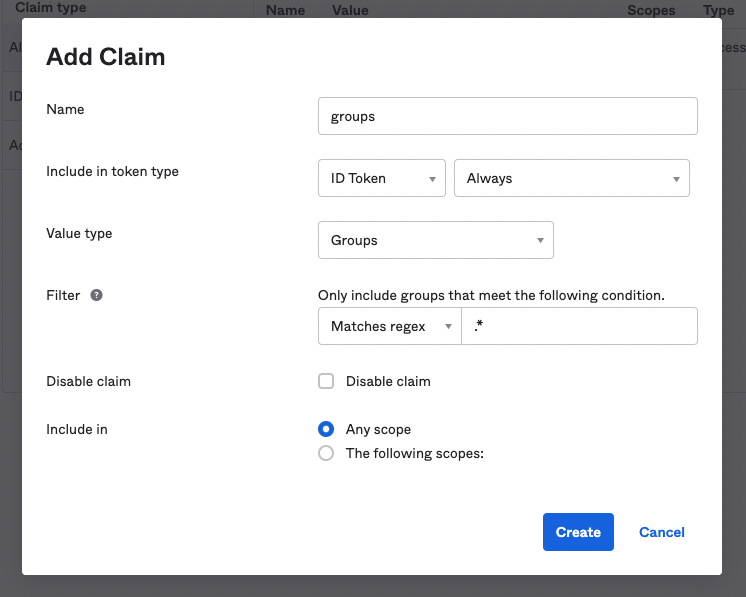 Claim type Name Value Scopes Type
Add Claim
Name groups
Include in token type ID Token Always
Value type Groups
Filter ? Only include groups that meet the following condition.
Matches regex .*
Disable claim Disable claim
Include in Any scope
The following scopes:
Create Cancel